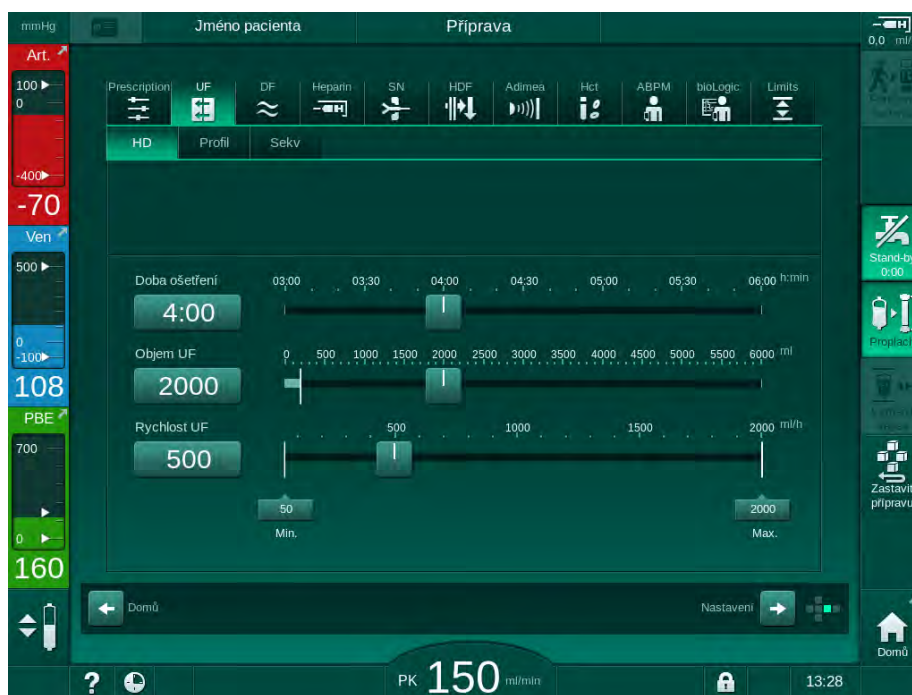 mmHg
Jméno pacienta
Příprava
0,0 ml/
Art.
100
0
-400
-70
Ven
500
0
-100
108
PBE
700
0
160
Prescription UF DF Heparin SN HDF Adimea Hct ABPM bioLogic Limits
HD Profil Sekv
Doba ošetření
4:00
03:00 03:30 04:00 04:30 05:00 05:30 06:00 h:min
Objem UF
2000
0 500 1000 1500 2000 2500 3000 3500 4000 4500 5000 5500 6000 ml
Rychlost UF
500
500 1000 1500 2000 ml/h
50
Min.
2000
Max.
Stand-by
0:00
Proplach
Zastavit
přípravu
Domů
Nastavení
Domů
? PK 150 ml/min
13:28